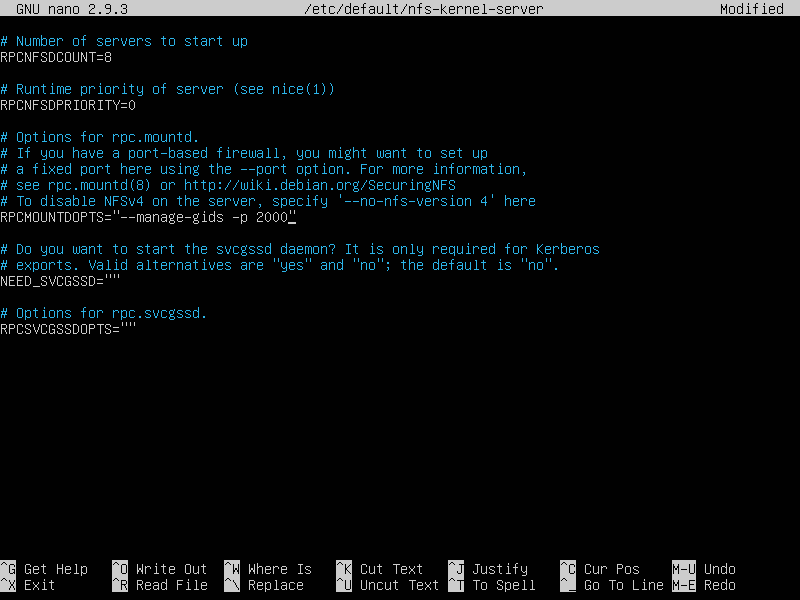 GNU nano 2.9.3 /etc/default/nfs-kernel-server Modified
# Number of servers to start up
RPCNFSDCOUNT=8
# Runtime priority of server (see nice(1))
RPCNFSDPRIORITY=0
# Options for rpc.mountd.
# If you have a port-based firewall, you might want to set up
# a fixed port here using the --port option. For more information,
# see rpc.mountd(8) or http://wiki.debian.org/SecuringNFS
# To disable NFSv4 on the server, specify '--no-nfs-version 4' here
RPCMOUNTDOPTS="--manage-gids -p 2000"
# Do you want to start the svcgssd daemon? It is only required for Kerberos
# exports. Valid alternatives are "yes" and "no"; the default is "no".
NEED_SVCGSSD=""
# Options for rpc.svcgssd.
RPCSVCGSSDOPTS=""
^G Get Help ^O Write Out ^W Where Is ^K Cut Text ^J Justify ^C Cur Pos M-U Undo
^X Exit ^R Read File ^\ Replace ^U Uncut Text ^T To Spell ^_ Go To Line M-E Redo